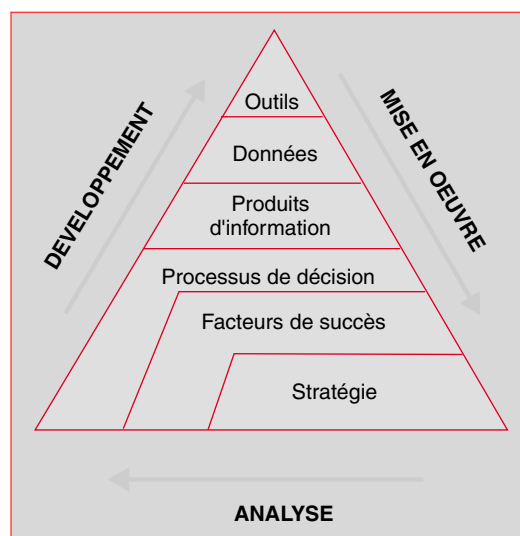 Outils
Données
Produits
d'information
Processus de décision
Facteurs de succès
Stratégie
DEVELOPPEMENT
MISE EN OEUVRE
ANALYSE